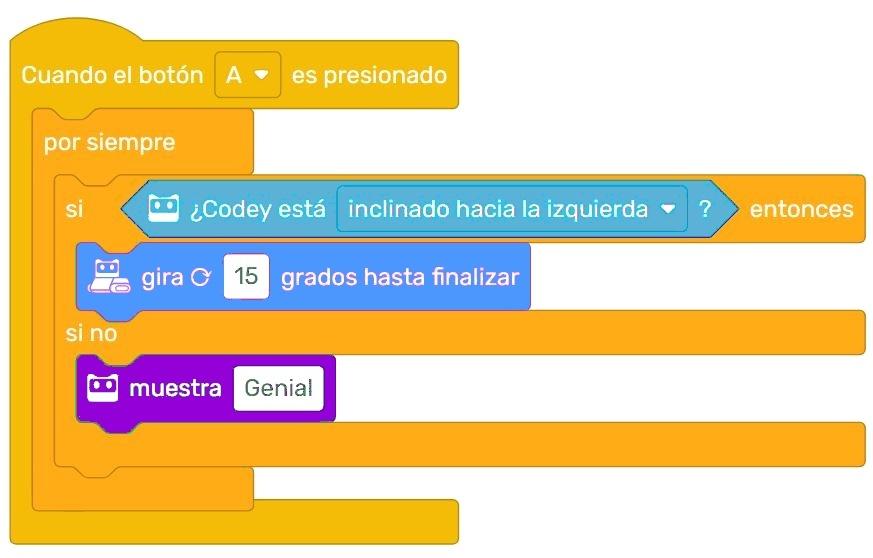 Cuando el botón A es presionado
por siempre
si ¿Codey está inclinado hacia la izquierda ? entonces
gira 15 grados hasta finalizar
si no
muestra Genial